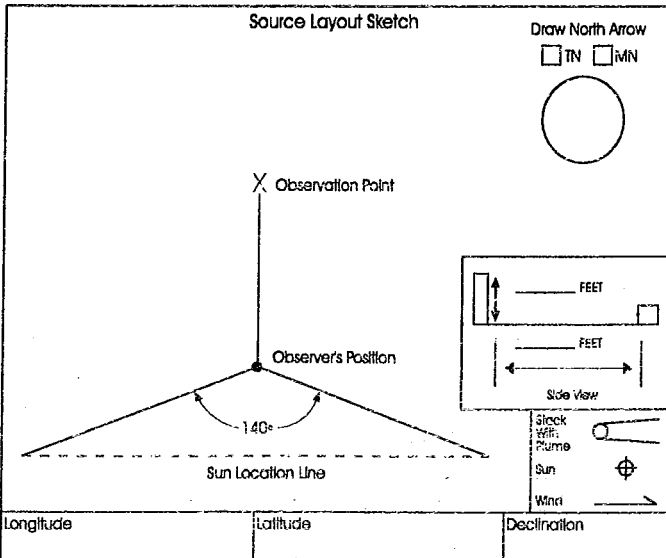 Source Layout Sketch
Draw North Arrow
TN MN
X Observation Point
FEET
FEET
Side View
Observer's Position
140°
Sun Location Line
Stack
With
Plume
Sun
Wind
Longitude Latitude Declination